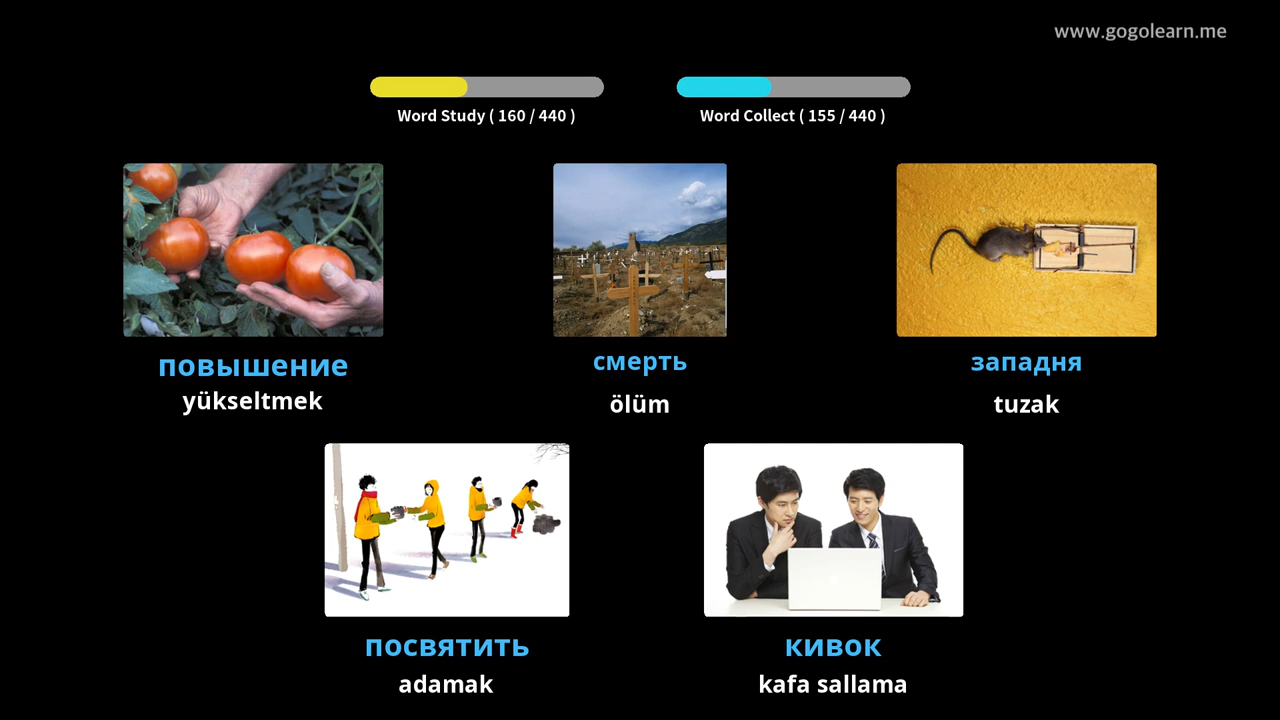 www.gogolearn.me
Word Study ( 160 / 440 )
Word Collect ( 155 / 440 )
повышение
yükseltmek
смерть
ölüm
западня
tuzak
посвятить
adamak
кивок
kafa sallama